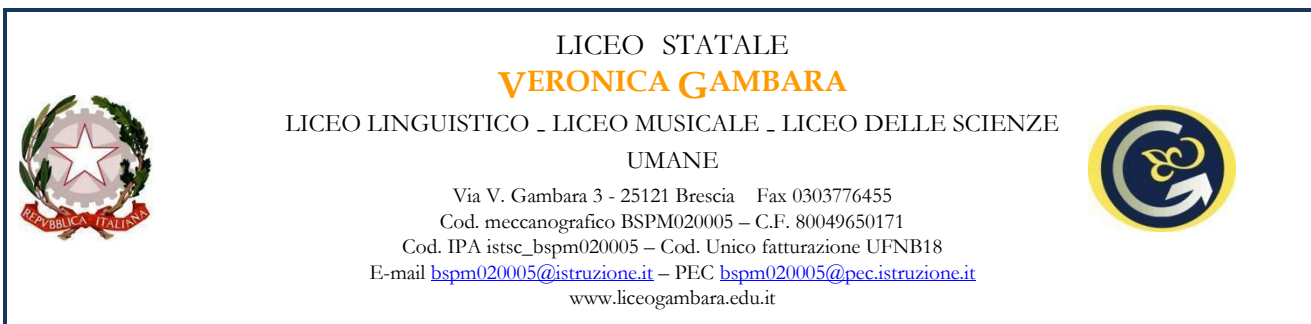 LICEO STATALE
VERONICA GAMBARA
LICEO LINGUISTICO - LICEO MUSICALE - LICEO DELLE SCIENZE
UMANE
Via V. Gambara 3 - 25121 Brescia Fax 0303776455
Cod. meccanografico BSPM020005 – C.F. 80049650171
Cod. IPA istsc_bspm020005 – Cod. Unico fatturazione UFNB18
E-mail bspm020005@istruzione.it – PEC bspm020005@pec.istruzione.it
www.liceogambara.edu.it
REPVBBLICA ITALIANA